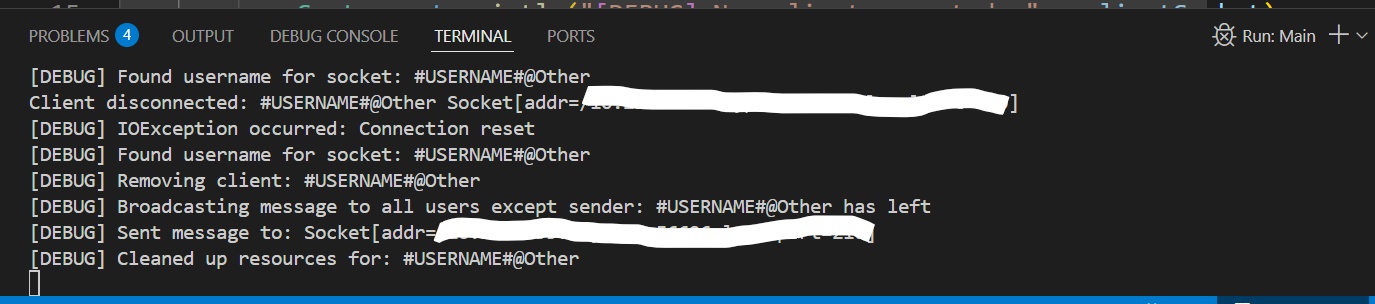 PROBLEMS 4 OUTPUT DEBUG CONSOLE TERMINAL PORTS Run: Main
[DEBUG] Found username for socket: #USERNAME#@Other
Client disconnected: #USERNAME#@Other Socket[addr=/ ]
[DEBUG] IOException occurred: Connection reset
[DEBUG] Found username for socket: #USERNAME#@Other
[DEBUG] Removing client: #USERNAME#@Other
[DEBUG] Broadcasting message to all users except sender: #USERNAME#@Other has left
[DEBUG] Sent message to: Socket[addr= ]
[DEBUG] Cleaned up resources for: #USERNAME#@Other